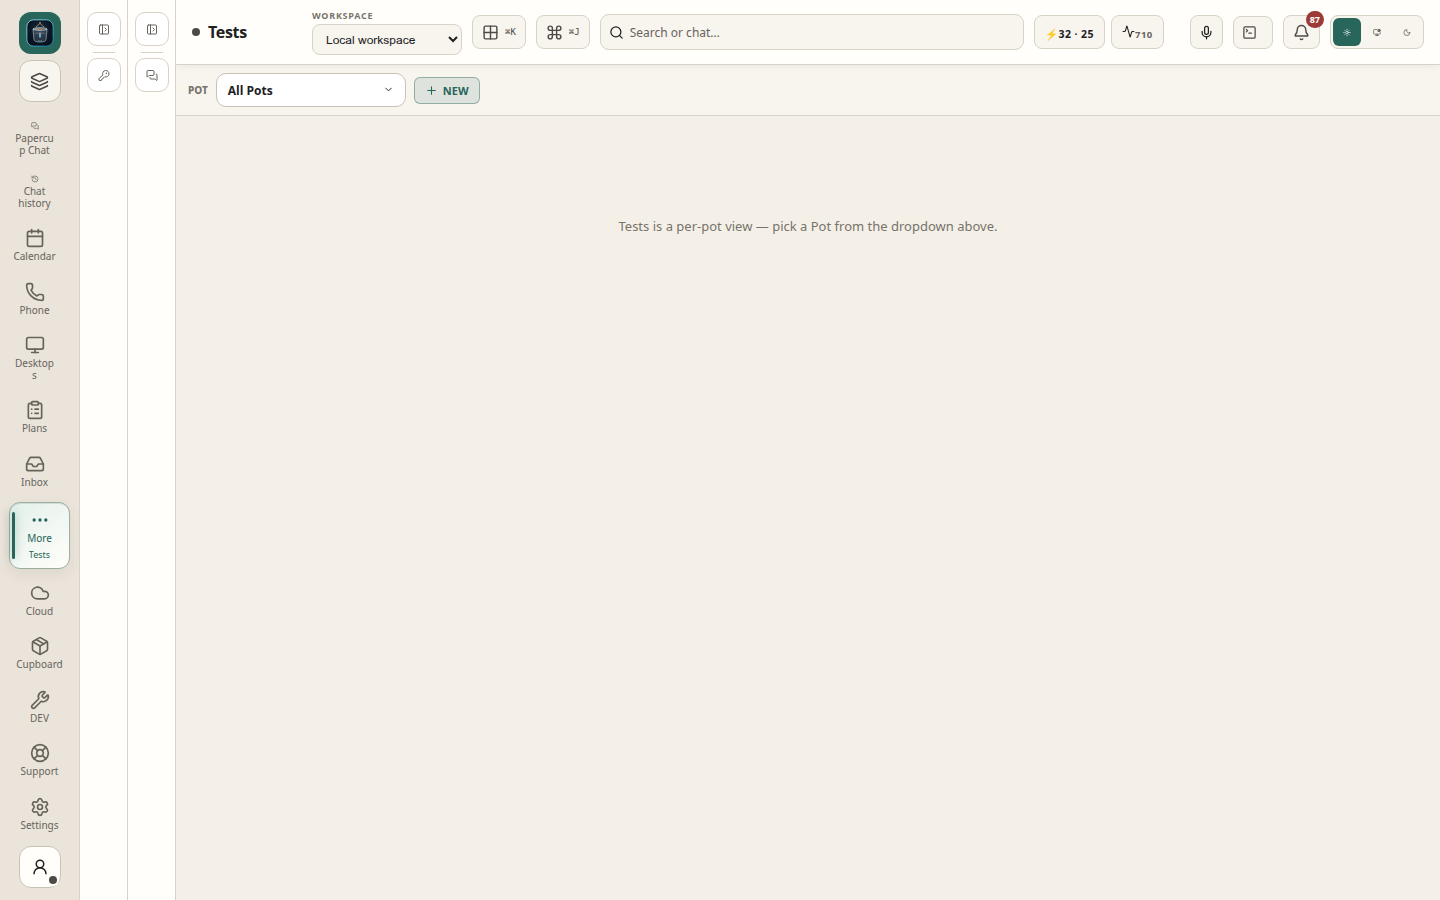 Tests
WORKSPACE
Local workspace
⌘K
⌘J
Search or chat...
⚡32 · 25
710
87
POT
All Pots
+ NEW
Papercu
p Chat
Chat
history
Calendar
Phone
Desktop
s
Plans
Inbox
More
Tests
Cloud
Cupboard
DEV
Support
Settings
Tests is a per-pot view — pick a Pot from the dropdown above.